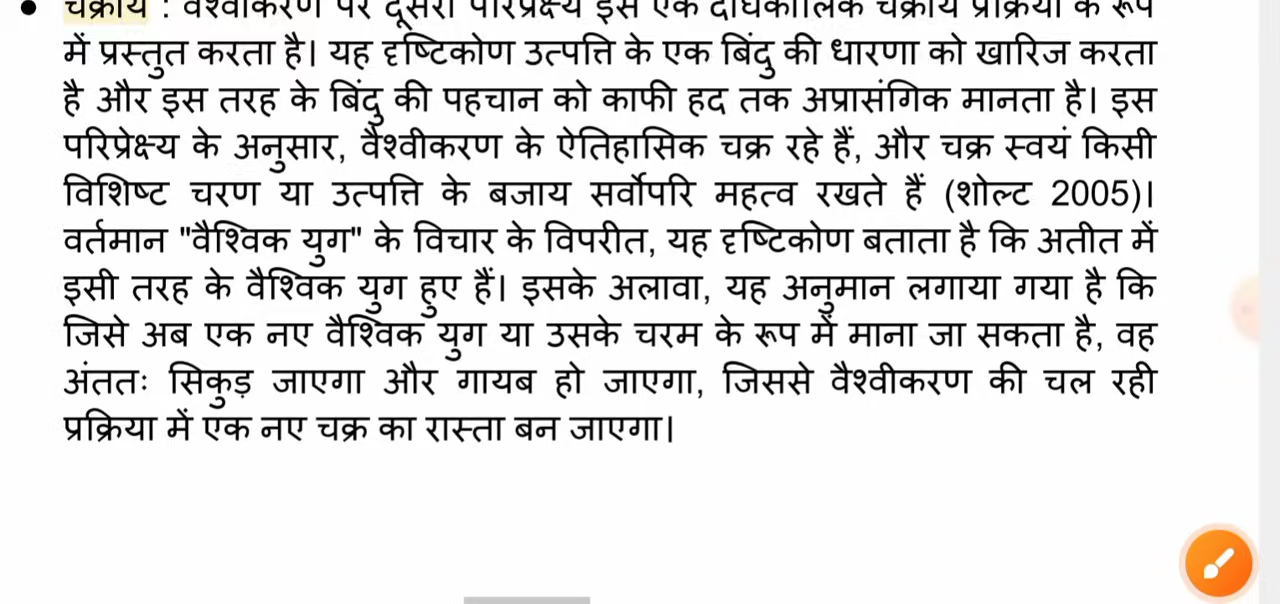 चक्रीय : वैश्वीकरण पर दूसरा परिप्रेक्ष्य इसे एक दीर्घकालिक चक्रीय प्रक्रिया के रूप
में प्रस्तुत करता है। यह दृष्टिकोण उत्पत्ति के एक बिंदु की धारणा को खारिज करता
है और इस तरह के बिंदु की पहचान को काफी हद तक अप्रासंगिक मानता है। इस
परिप्रेक्ष्य के अनुसार, वैश्वीकरण के ऐतिहासिक चक्र रहे हैं, और चक्र स्वयं किसी
विशिष्ट चरण या उत्पत्ति के बजाय सर्वोपरि महत्व रखते हैं (शोल्ट 2005)।
वर्तमान "वैश्विक युग" के विचार के विपरीत, यह दृष्टिकोण बताता है कि अतीत में
इसी तरह के वैश्विक युग हुए हैं। इसके अलावा, यह अनुमान लगाया गया है कि
जिसे अब एक नए वैश्विक युग या उसके चरम के रूप में माना जा सकता है, वह
अंततः सिकुड़ जाएगा और गायब हो जाएगा, जिससे वैश्वीकरण की चल रही
प्रक्रिया में एक नए चक्र का रास्ता बन जाएगा।